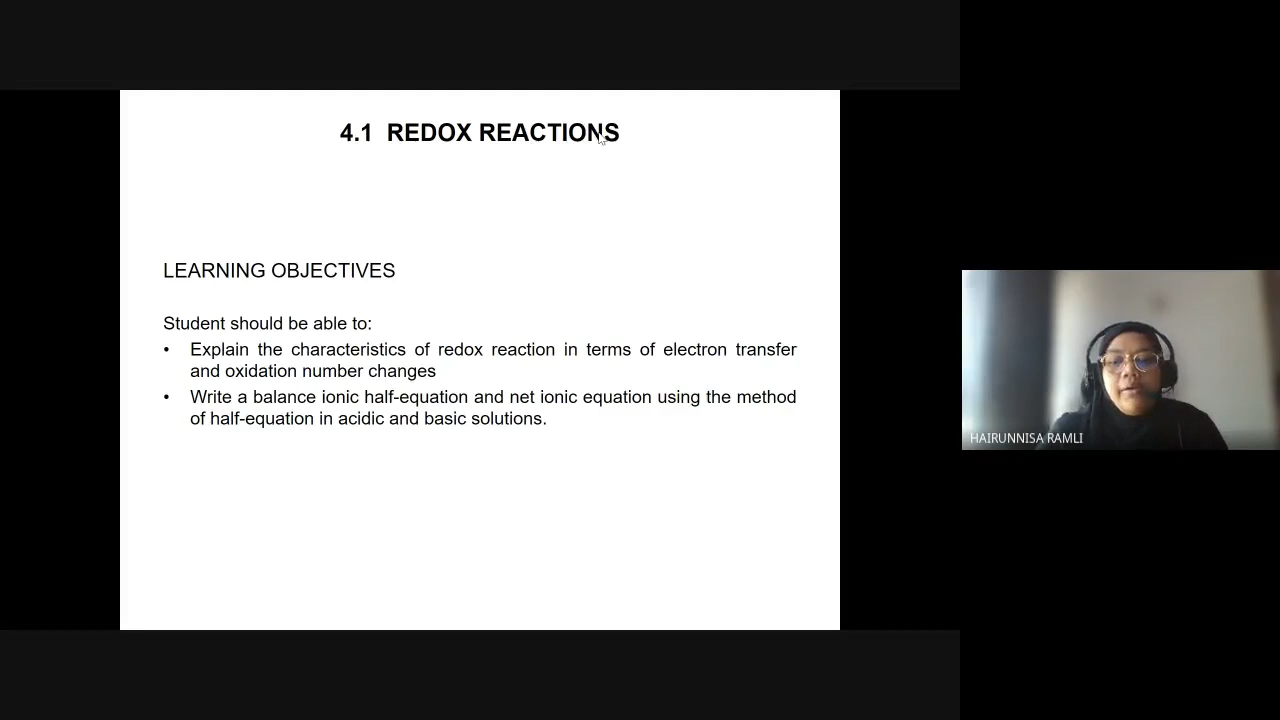 4.1 REDOX REACTIONS
LEARNING OBJECTIVES
Student should be able to:
• Explain the characteristics of redox reaction in terms of electron transfer
and oxidation number changes
• Write a balance ionic half-equation and net ionic equation using the method
of half-equation in acidic and basic solutions.
HAIRUNNISA RAMLI